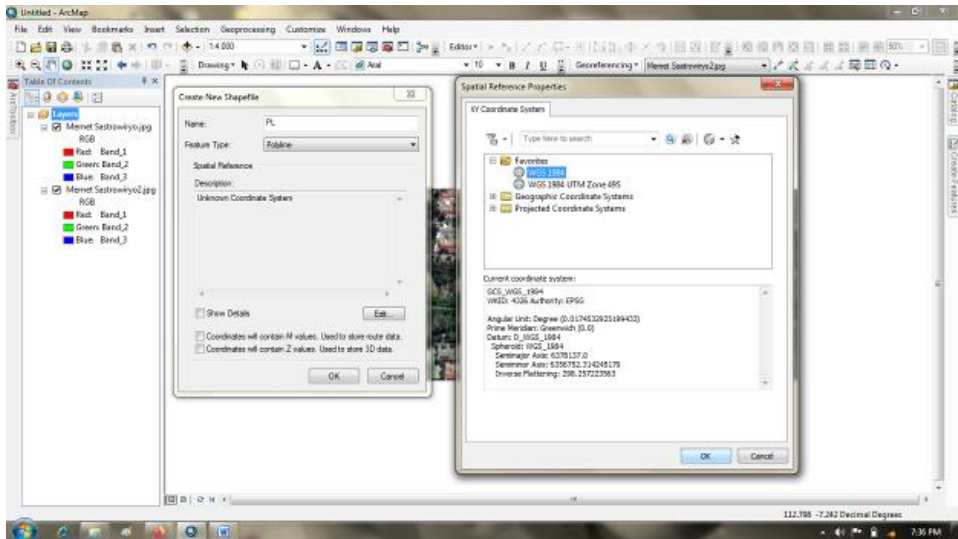 Untitled - ArcMap
File Edit View Bookmarks Insert Selection Geoprocessing Customize Windows Help
1:4.000 Editor
Drawing Arial 10 B I U Georeferencing Memet Sastrowiryo2.jpg
Table Of Contents
Layers
Memet Sastrowiryo.jpg
RGB
Red: Band_1
Green: Band_2
Blue: Band_3
Memet Sastrowiryo2.jpg
RGB
Red: Band_1
Green: Band_2
Blue: Band_3
Create New Shapefile
Name: PL
Feature Type: Polyline
Spatial Reference
Description:
Unknown Coordinate System
Show Details Edit...
Coordinates will contain M values. Used to store route data.
Coordinates will contain Z values. Used to store 3D data.
OK Cancel
Spatial Reference Properties
XY Coordinate System
Type here to search
Favorites
WGS 1984
WGS 1984 UTM Zone 49S
Geographic Coordinate Systems
Projected Coordinate Systems
Current coordinate system:
GCS_WGS_1984
WKID: 4326 Authority: EPSG
Angular Unit: Degree (0.0174532925199433)
Prime Meridian: Greenwich (0.0)
Datum: D_WGS_1984
Spheroid: WGS_1984
Semimajor Axis: 6378137.0
Semiminor Axis: 6356752.314245179
Inverse Flattening: 298.257223563
OK Cancel
Catalog
Create Features
112,798 -7,242 Decimal Degrees
7:36 PM